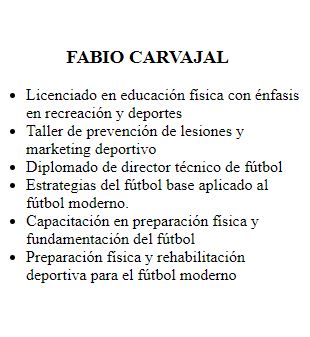 FABIO CARVAJAL
• Licenciado en educación física con énfasis
en recreación y deportes
• Taller de prevención de lesiones y
marketing deportivo
• Diplomado de director técnico de fútbol
• Estrategias del fútbol base aplicado al
fútbol moderno.
• Capacitación en preparación física y
fundamentación del fútbol
• Preparación física y rehabilitación
deportiva para el fútbol moderno